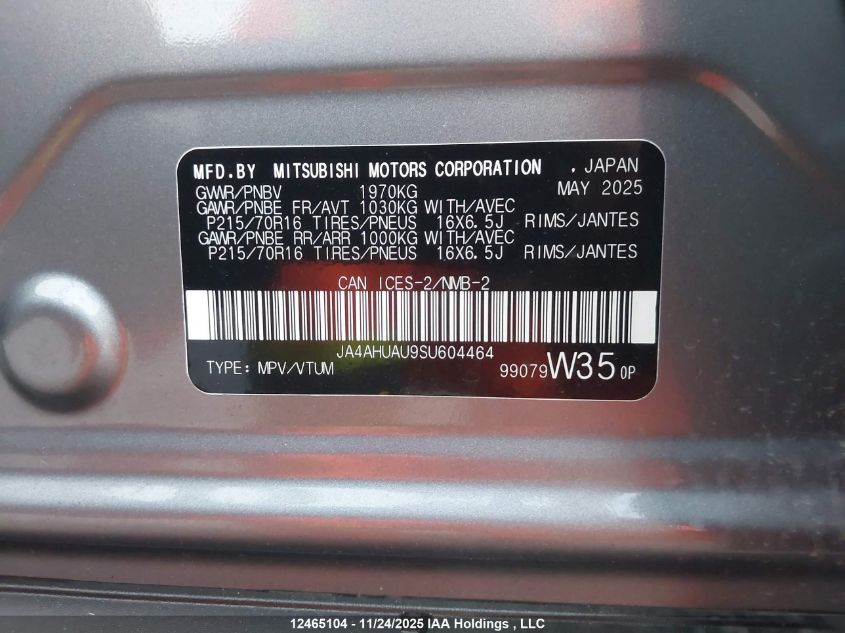 MFD.BY MITSUBISHI MOTORS CORPORATION , JAPAN
GVWR/PNBV 1970KG MAY 2025
GAWR/PNBE FR/AVT 1030KG WITH/AVEC
P215/70R16 TIRES/PNEUS 16X6.5J RIMS/JANTES
GAWR/PNBE RR/ARR 1000KG WITH/AVEC
P215/70R16 TIRES/PNEUS 16X6.5J RIMS/JANTES
CAN ICES-2/NMB-2
JA4AHUAU9SU604464
TYPE: MPV/VTUM 99079 W35 0P
12465104 - 11/24/2025 IAA Holdings , LLC